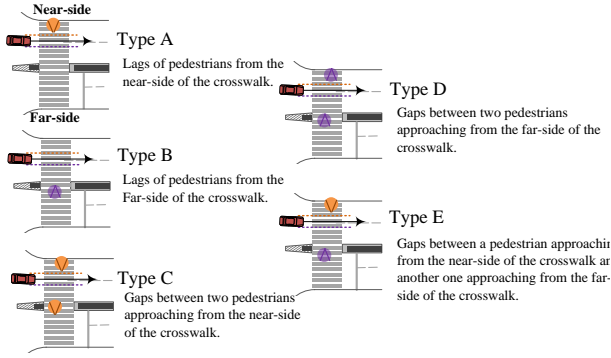 Near-side
Type A
Lags of pedestrians from the
near-side of the crosswalk.
Far-side
Type B
Lags of pedestrians from the
Far-side of the crosswalk.
Type C
Gaps between two pedestrians
approaching from the near-side
of the crosswalk.
Type D
Gaps between two pedestrians
approaching from the far-side of the
crosswalk.
Type E
Gaps between a pedestrian approachin
from the near-side of the crosswalk an
another one approaching from the far-
side of the crosswalk.